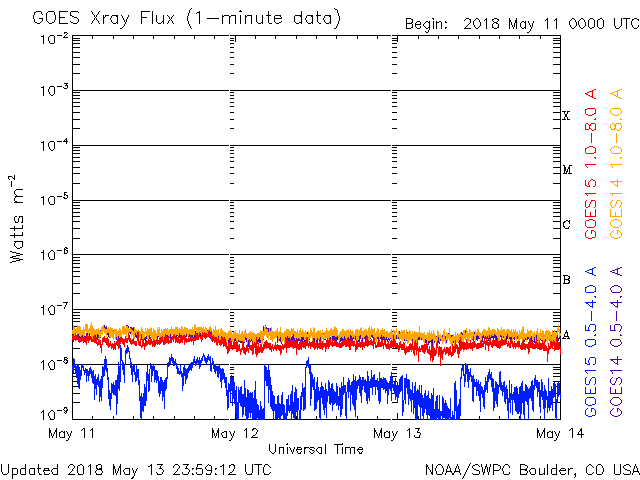 GOES Xray Flux (1-minute data)
Begin: 2018 May 11 0000 UTC
10⁻²
10⁻³
10⁻⁴
10⁻⁵
10⁻⁶
10⁻⁷
10⁻⁸
10⁻⁹
Watts m⁻²
X
M
C
B
A
GOES15 1.0-8.0 A
GOES14 1.0-8.0 A
GOES15 0.5-4.0 A
GOES14 0.5-4.0 A
May 11
May 12
May 13
May 14
Universal Time
Updated 2018 May 13 23:59:12 UTC
NOAA/SWPC Boulder, CO USA